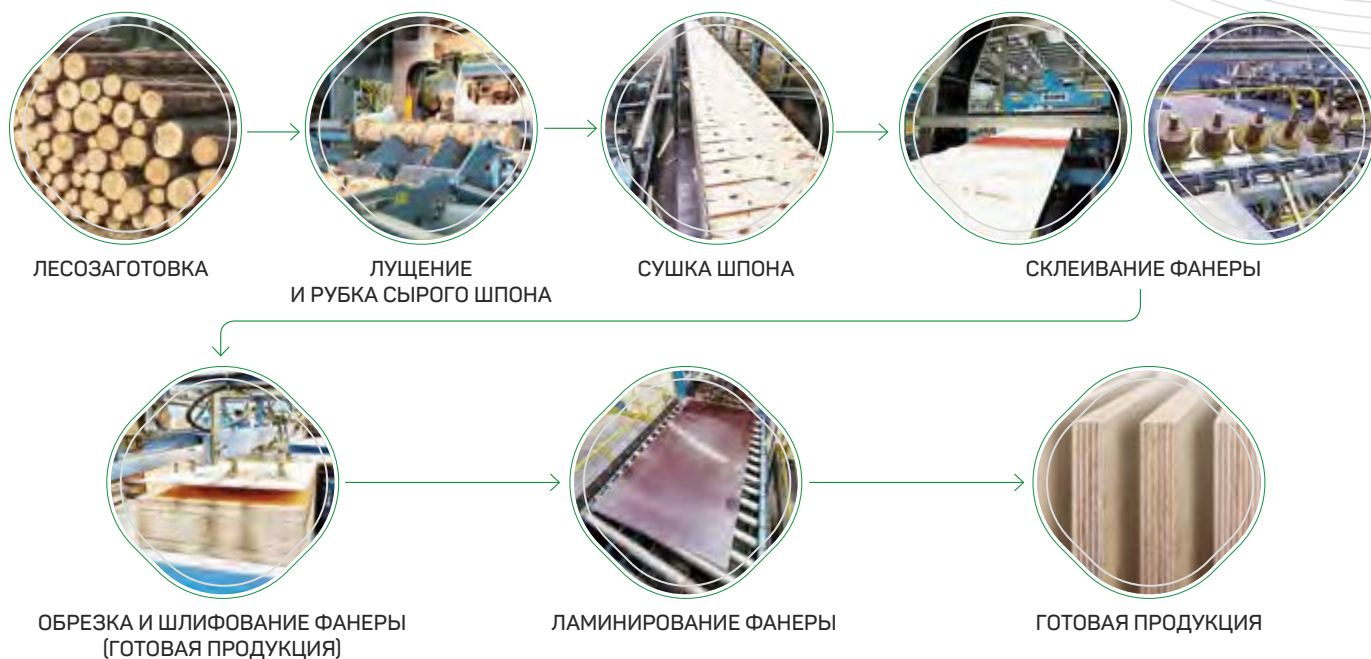 ЛЕСОЗАГОТОВКА
ЛУЩЕНИЕ
И РУБКА СЫРОГО ШПОНА
СУШКА ШПОНА
СКЛЕИВАНИЕ ФАНЕРЫ
ОБРЕЗКА И ШЛИФОВАНИЕ ФАНЕРЫ
(ГОТОВАЯ ПРОДУКЦИЯ)
ЛАМИНИРОВАНИЕ ФАНЕРЫ
ГОТОВАЯ ПРОДУКЦИЯ